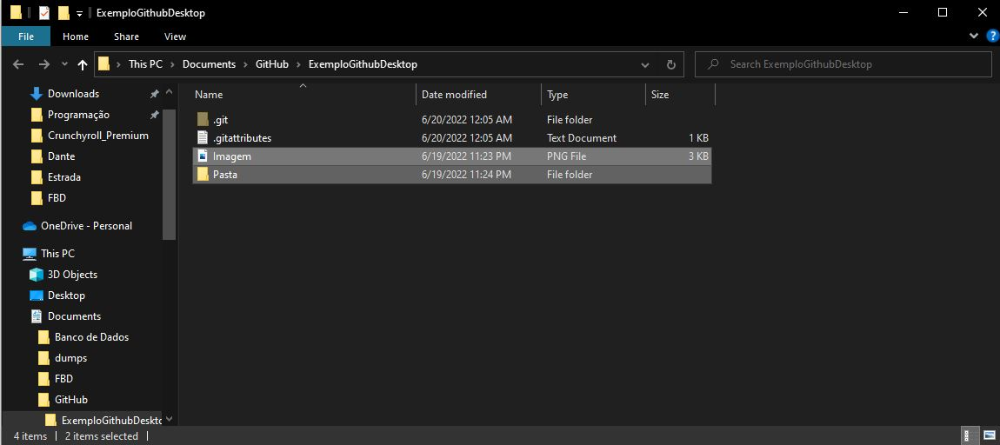 ExemploGithubDesktop
File Home Share View
This PC Documents GitHub ExemploGithubDesktop Search ExemploGithubDesktop
Downloads
Programação
Crunchyroll_Premium
Dante
Estrada
FBD
OneDrive - Personal
This PC
3D Objects
Desktop
Documents
Banco de Dados
dumps
FBD
GitHub
ExemploGithubDeskto
Name Date modified Type Size
.git 6/20/2022 12:05 AM File folder
.gitattributes 6/20/2022 12:05 AM Text Document 1 KB
Imagem 6/19/2022 11:23 PM PNG File 3 KB
Pasta 6/19/2022 11:24 PM File folder
4 items 2 items selected